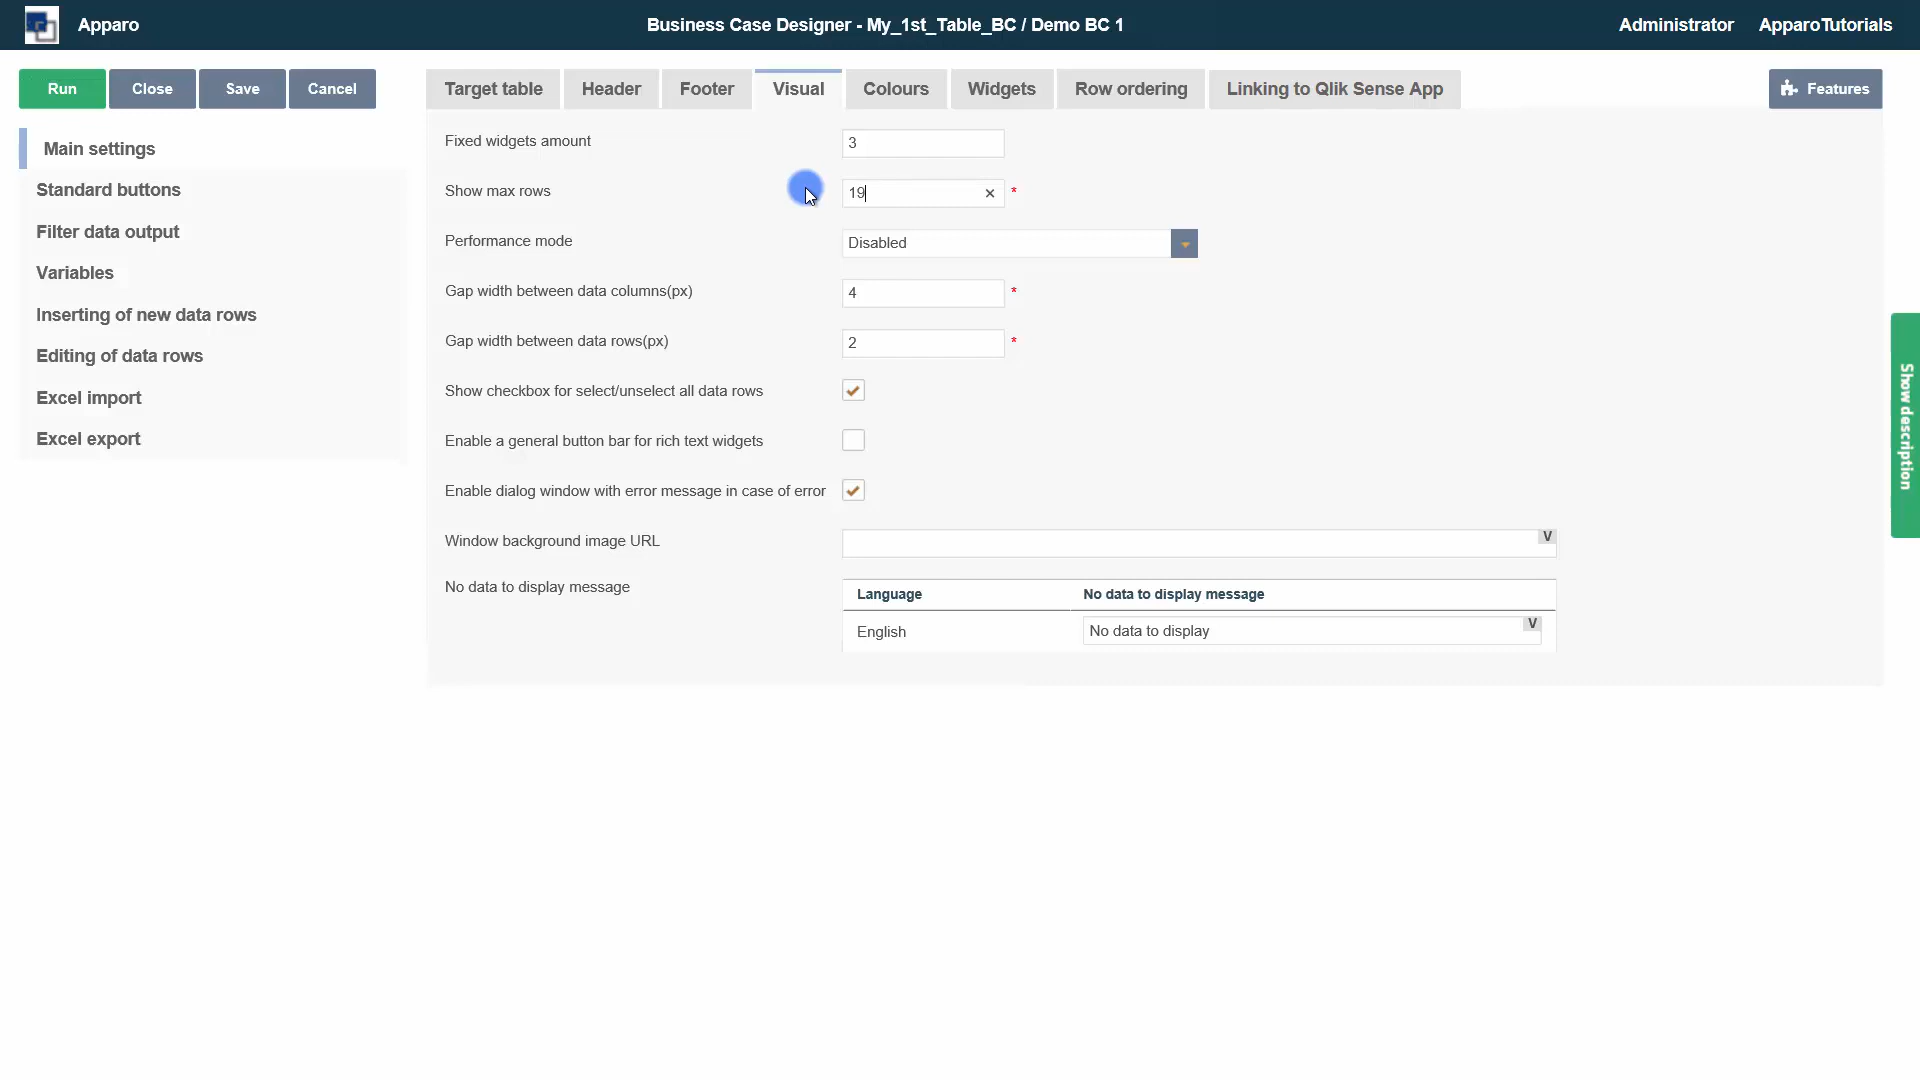 Apparo
Business Case Designer - My_1st_Table_BC / Demo BC 1
Administrator
ApparoTutorials
Run
Close
Save
Cancel
Target table
Header
Footer
Visual
Colours
Widgets
Row ordering
Linking to Qlik Sense App
Features
Main settings
Standard buttons
Filter data output
Variables
Inserting of new data rows
Editing of data rows
Excel import
Excel export
Fixed widgets amount
3
Show max rows
19
*
Performance mode
Disabled
Gap width between data columns(px)
4
*
Gap width between data rows(px)
2
*
Show checkbox for select/unselect all data rows
Enable a general button bar for rich text widgets
Enable dialog window with error message in case of error
Window background image URL
V
No data to display message
Language
No data to display message
English
No data to display
V
Show description